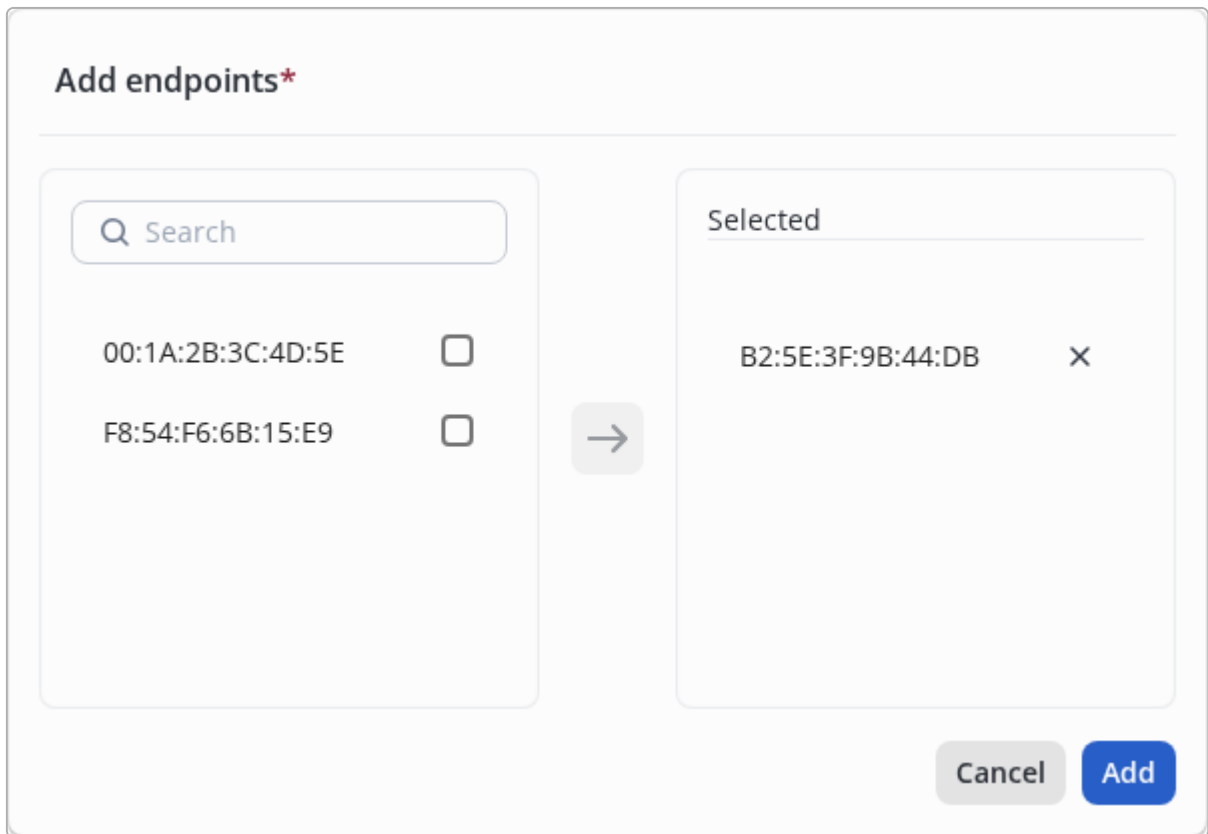 Add endpoints*
Search
00:1A:2B:3C:4D:5E
F8:54:F6:6B:15:E9
Selected
B2:5E:3F:9B:44:DB
Cancel
Add